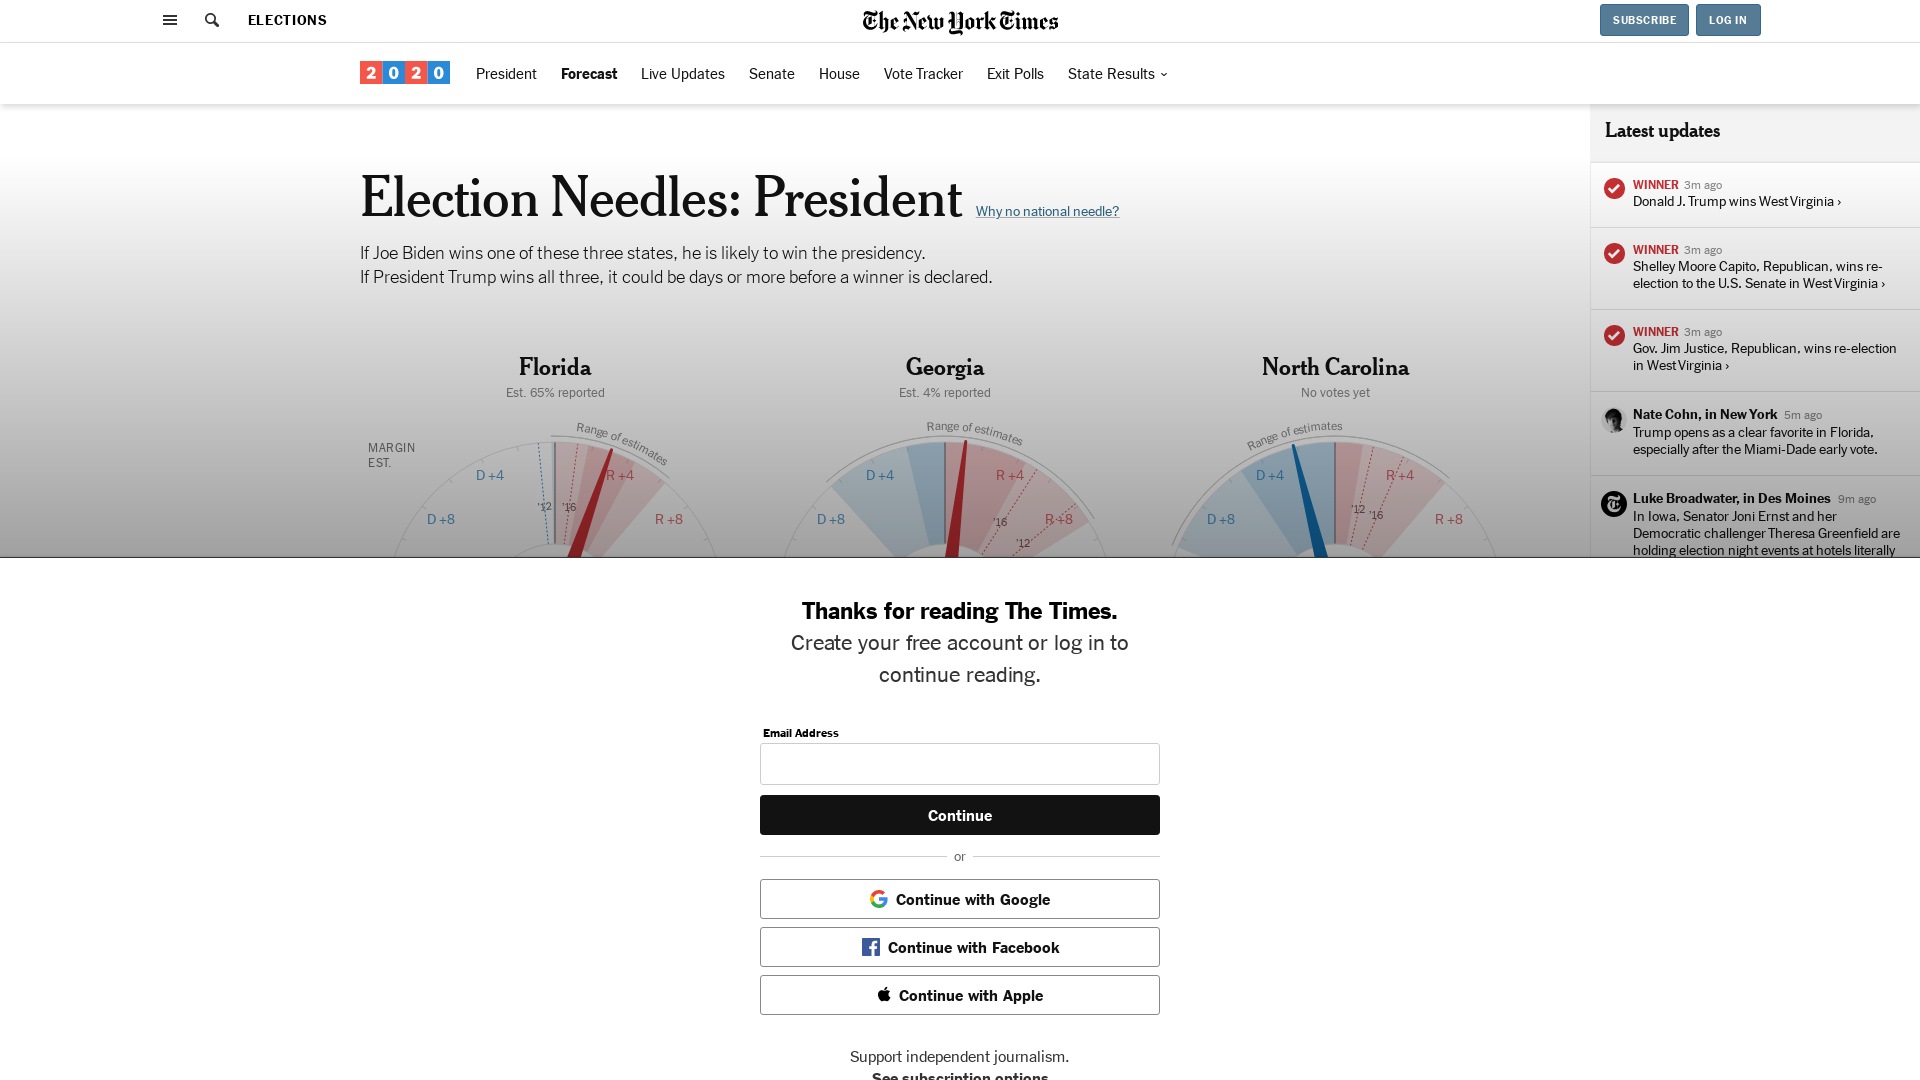 ELECTIONS
The New York Times
SUBSCRIBE
LOG IN
2020
President
Forecast
Live Updates
Senate
House
Vote Tracker
Exit Polls
State Results
Election Needles: President
Why no national needle?
If Joe Biden wins one of these three states, he is likely to win the presidency.
If President Trump wins all three, it could be days or more before a winner is declared.
Florida
Est. 65% reported
MARGIN
EST.
Range of estimates
D +4
R +4
D +8
'12
'16
R +8
Georgia
Est. 4% reported
Range of estimates
D +4
R +4
D +8
'16
R +8
'12
North Carolina
No votes yet
Range of estimates
D +4
R +4
D +8
'12
'16
R +8
Latest updates
WINNER 3m ago
Donald J. Trump wins West Virginia ›
WINNER 3m ago
Shelley Moore Capito, Republican, wins re-
election to the U.S. Senate in West Virginia ›
WINNER 3m ago
Gov. Jim Justice, Republican, wins re-election
in West Virginia ›
Nate Cohn, in New York 5m ago
Trump opens as a clear favorite in Florida,
especially after the Miami-Dade early vote.
Luke Broadwater, in Des Moines 9m ago
In Iowa, Senator Joni Ernst and her
Democratic challenger Theresa Greenfield are
holding election night events at hotels literally
Thanks for reading The Times.
Create your free account or log in to
continue reading.
Email Address
Continue
or
Continue with Google
Continue with Facebook
Continue with Apple
Support independent journalism.
See subscription options